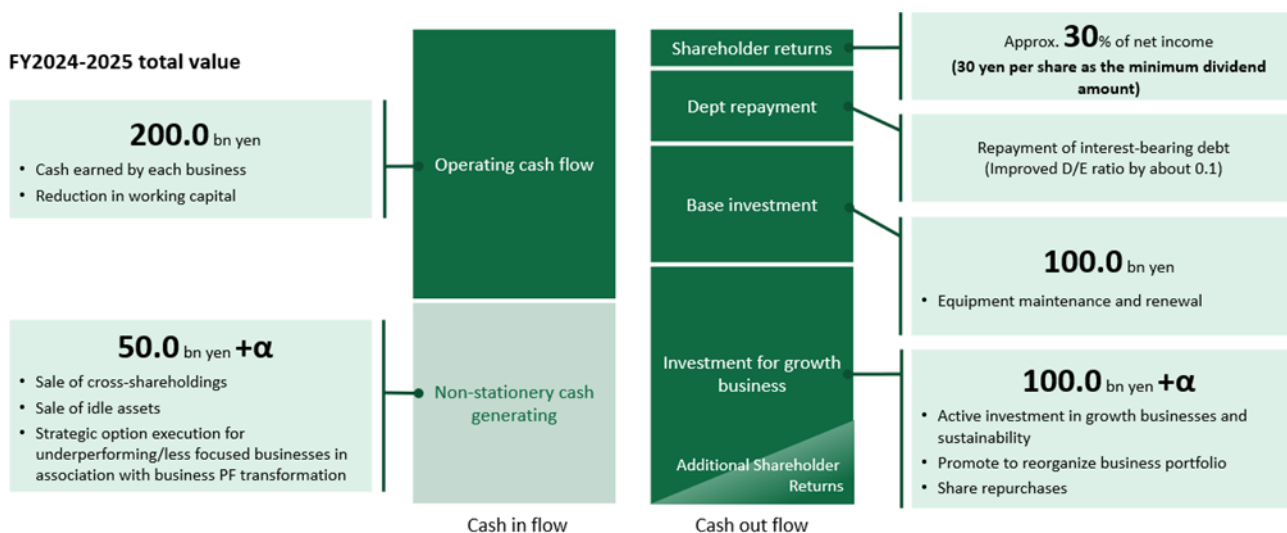 FY2024-2025 total value
200.0 bn yen
• Cash earned by each business
• Reduction in working capital
50.0 bn yen +α
• Sale of cross-shareholdings
• Sale of idle assets
• Strategic option execution for
underperforming/less focused businesses in
association with business PF transformation
Operating cash flow
Non-stationery cash
generating
Cash in flow
Shareholder returns
Dept repayment
Base investment
Investment for growth
business
Additional Shareholder
Returns
Cash out flow
Approx. 30% of net income
(30 yen per share as the minimum dividend
amount)
Repayment of interest-bearing debt
(Improved D/E ratio by about 0.1)
100.0 bn yen
• Equipment maintenance and renewal
100.0 bn yen +α
• Active investment in growth businesses and
sustainability
• Promote to reorganize business portfolio
• Share repurchases